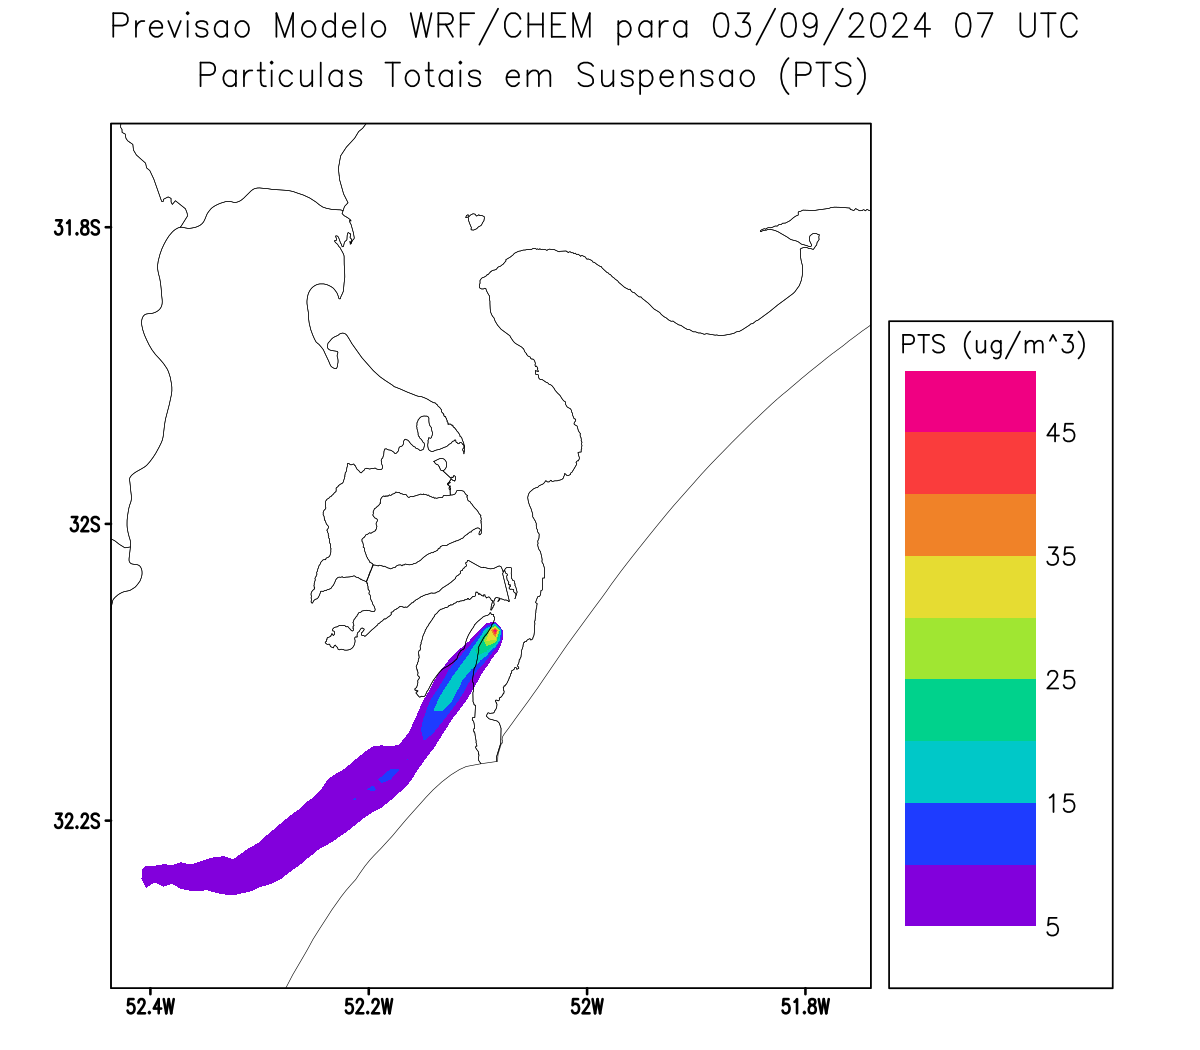 Previsao Modelo WRF/CHEM para 03/09/2024 07 UTC
Particulas Totais em Suspensao (PTS)
31.8S
32S
32.2S
52.4W
52.2W
52W
51.8W
PTS (ug/m^3)
45
35
25
15
5